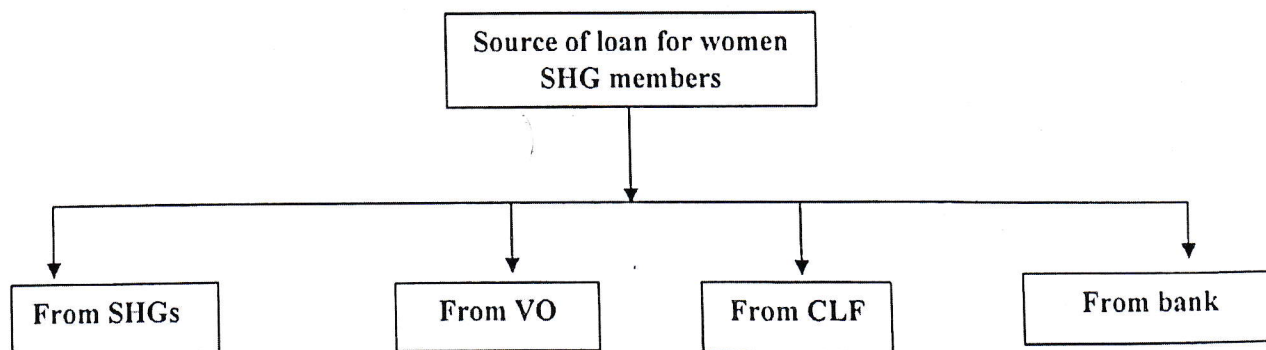 Source of loan for women
SHG members
From SHGs
From VO
From CLF
From bank